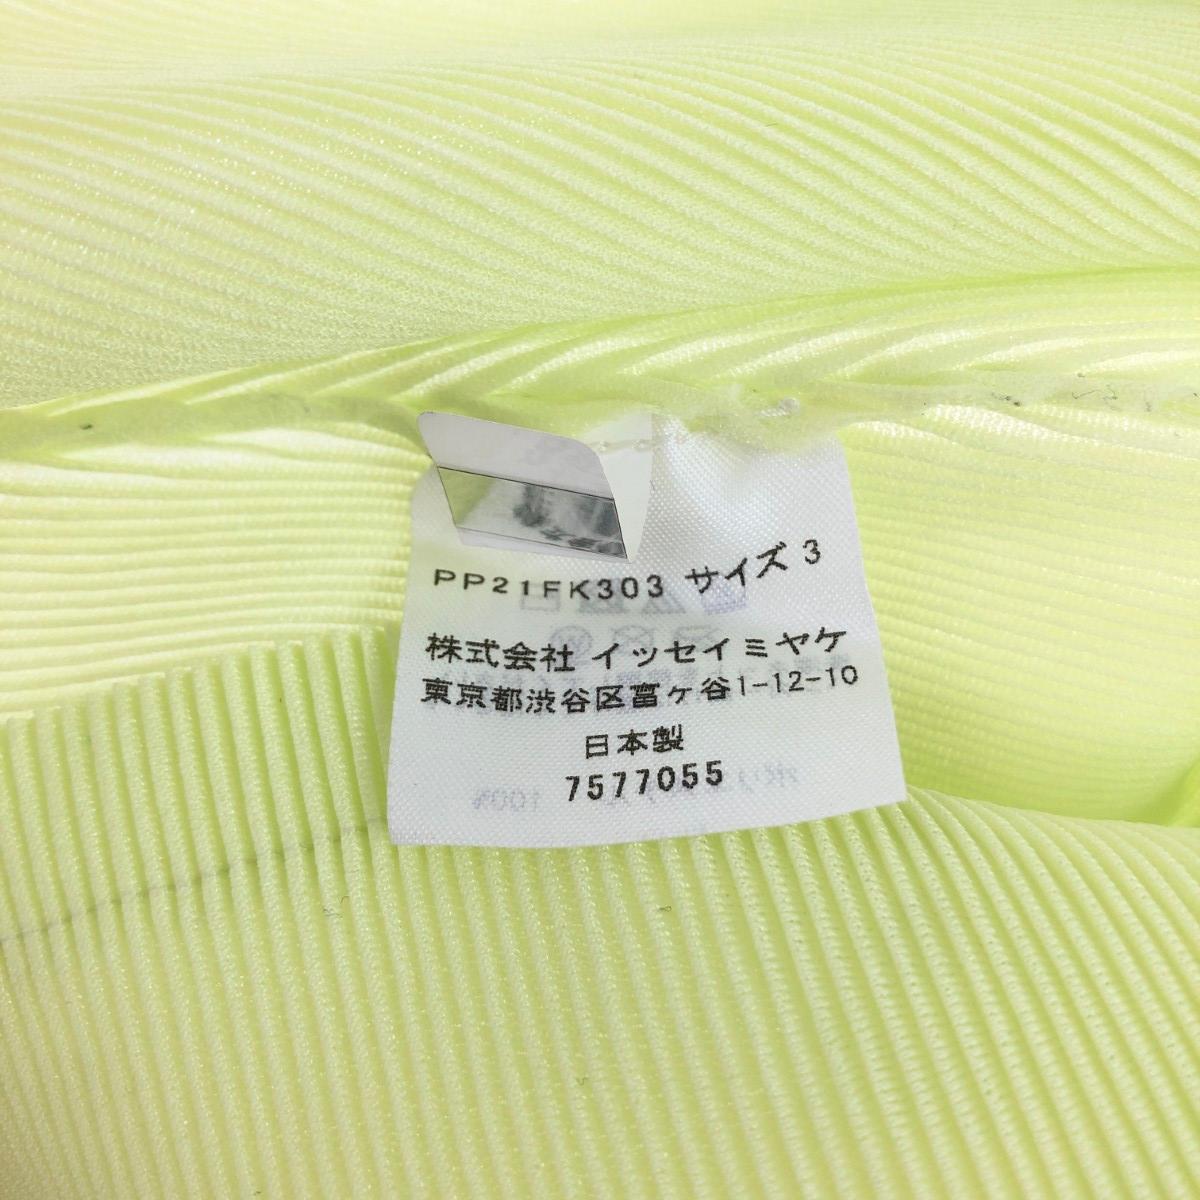 PP21FK303 サイズ 3
株式会社 イッセイミヤケ
東京都渋谷区富ヶ谷1-12-10
日本製
7577055
100%